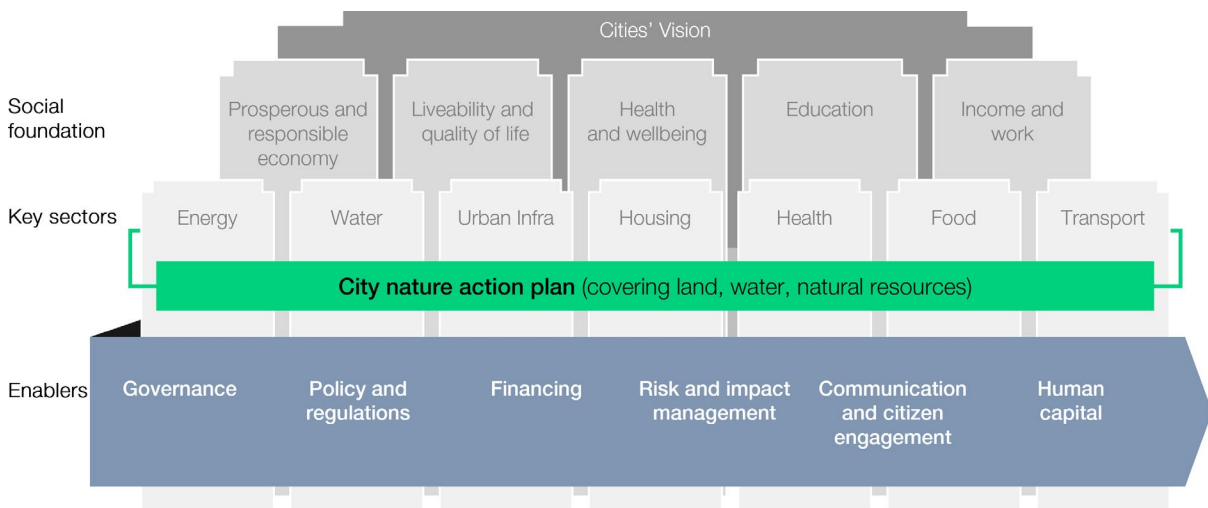 Cities' Vision
Social
foundation
Prosperous and
responsible
economy
Liveability and
quality of life
Health
and wellbeing
Education
Income and
work
Key sectors
Energy
Water
Urban Infra
Housing
Health
Food
Transport
City nature action plan (covering land, water, natural resources)
Enablers
Governance
Policy and
regulations
Financing
Risk and impact
management
Communication
and citizen
engagement
Human
capital